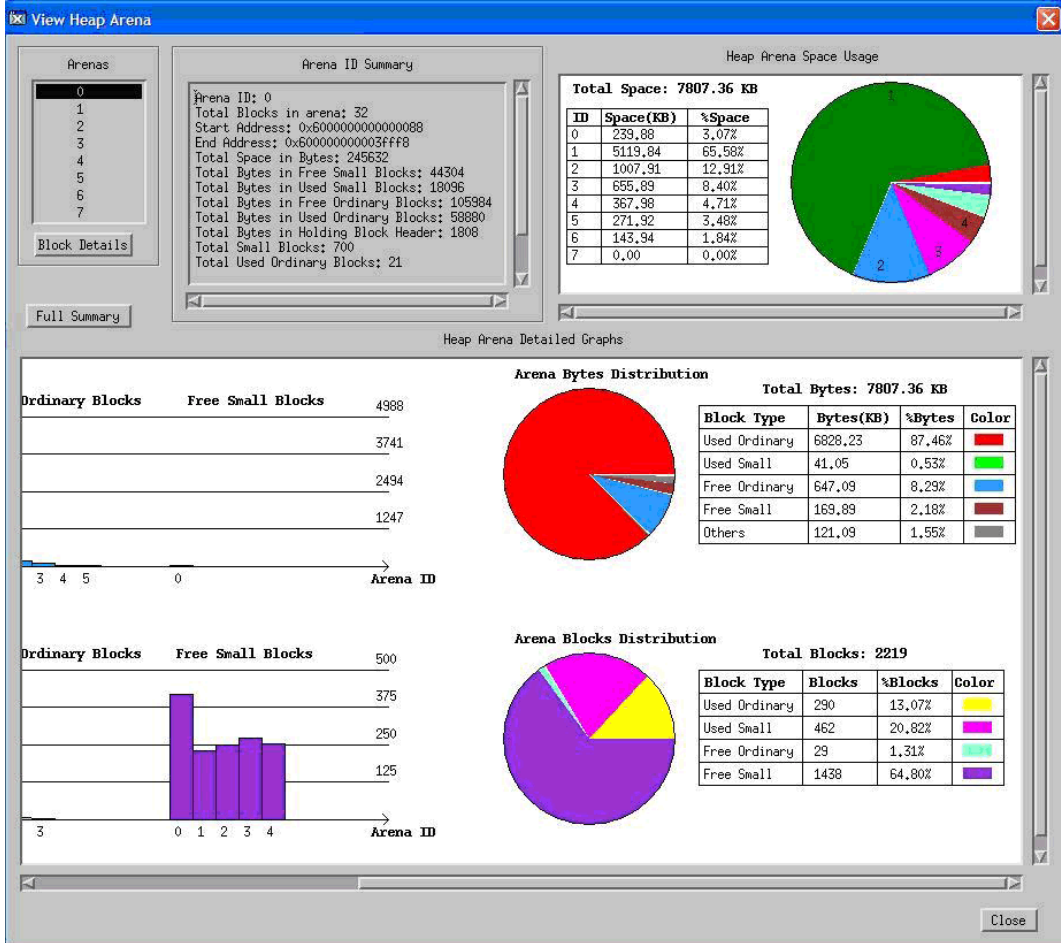 View Heap Arena
Arenas
0
1
2
3
4
5
6
7
Block Details
Full Summary
Arena ID Summary
Arena ID: 0
Total Blocks in arena: 32
Start Address: 0x6000000000000088
End Address: 0x600000000003fff8
Total Space in Bytes: 245632
Total Bytes in Free Small Blocks: 44304
Total Bytes in Used Small Blocks: 18096
Total Bytes in Free Ordinary Blocks: 105984
Total Bytes in Used Ordinary Blocks: 58880
Total Bytes in Holding Block Header: 1808
Total Small Blocks: 700
Total Used Ordinary Blocks: 21
Heap Arena Space Usage
Total Space: 7807.36 KB
ID Space(KB) %Space
0 239.88 3.07%
1 5119.84 65.58%
2 1007.91 12.91%
3 655.89 8.40%
4 367.98 4.71%
5 271.92 3.48%
6 143.94 1.84%
7 0.00 0.00%
1
2
3
4
Heap Arena Detailed Graphs
Ordinary Blocks Free Small Blocks
4988
3741
2494
1247
3 4 5 0 Arena ID
Arena Bytes Distribution
Total Bytes: 7807.36 KB
Block Type Bytes(KB) %Bytes Color
Used Ordinary 6828.23 87.46%
Used Small 41.05 0.53%
Free Ordinary 647.09 8.29%
Free Small 169.89 2.18%
Others 121.09 1.55%
Ordinary Blocks Free Small Blocks
500
375
250
125
3 0 1 2 3 4 Arena ID
Arena Blocks Distribution
Total Blocks: 2219
Block Type Blocks %Blocks Color
Used Ordinary 290 13.07%
Used Small 462 20.82%
Free Ordinary 29 1.31%
Free Small 1438 64.80%
Close